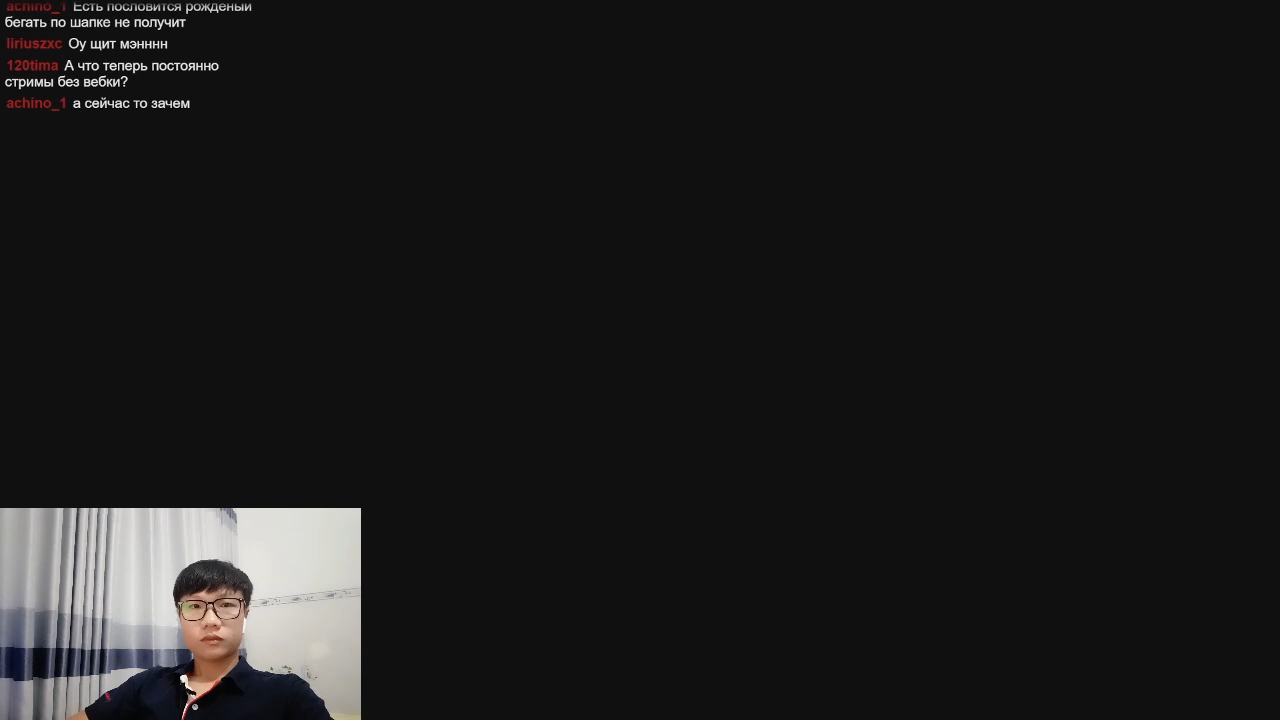 achino_1 Есть пословится рожденый
бегать по шапке не получит
liriuszxc Оу щит мэнннн
120tima А что теперь постоянно
стримы без вебки?
achino_1 а сейчас то зачем